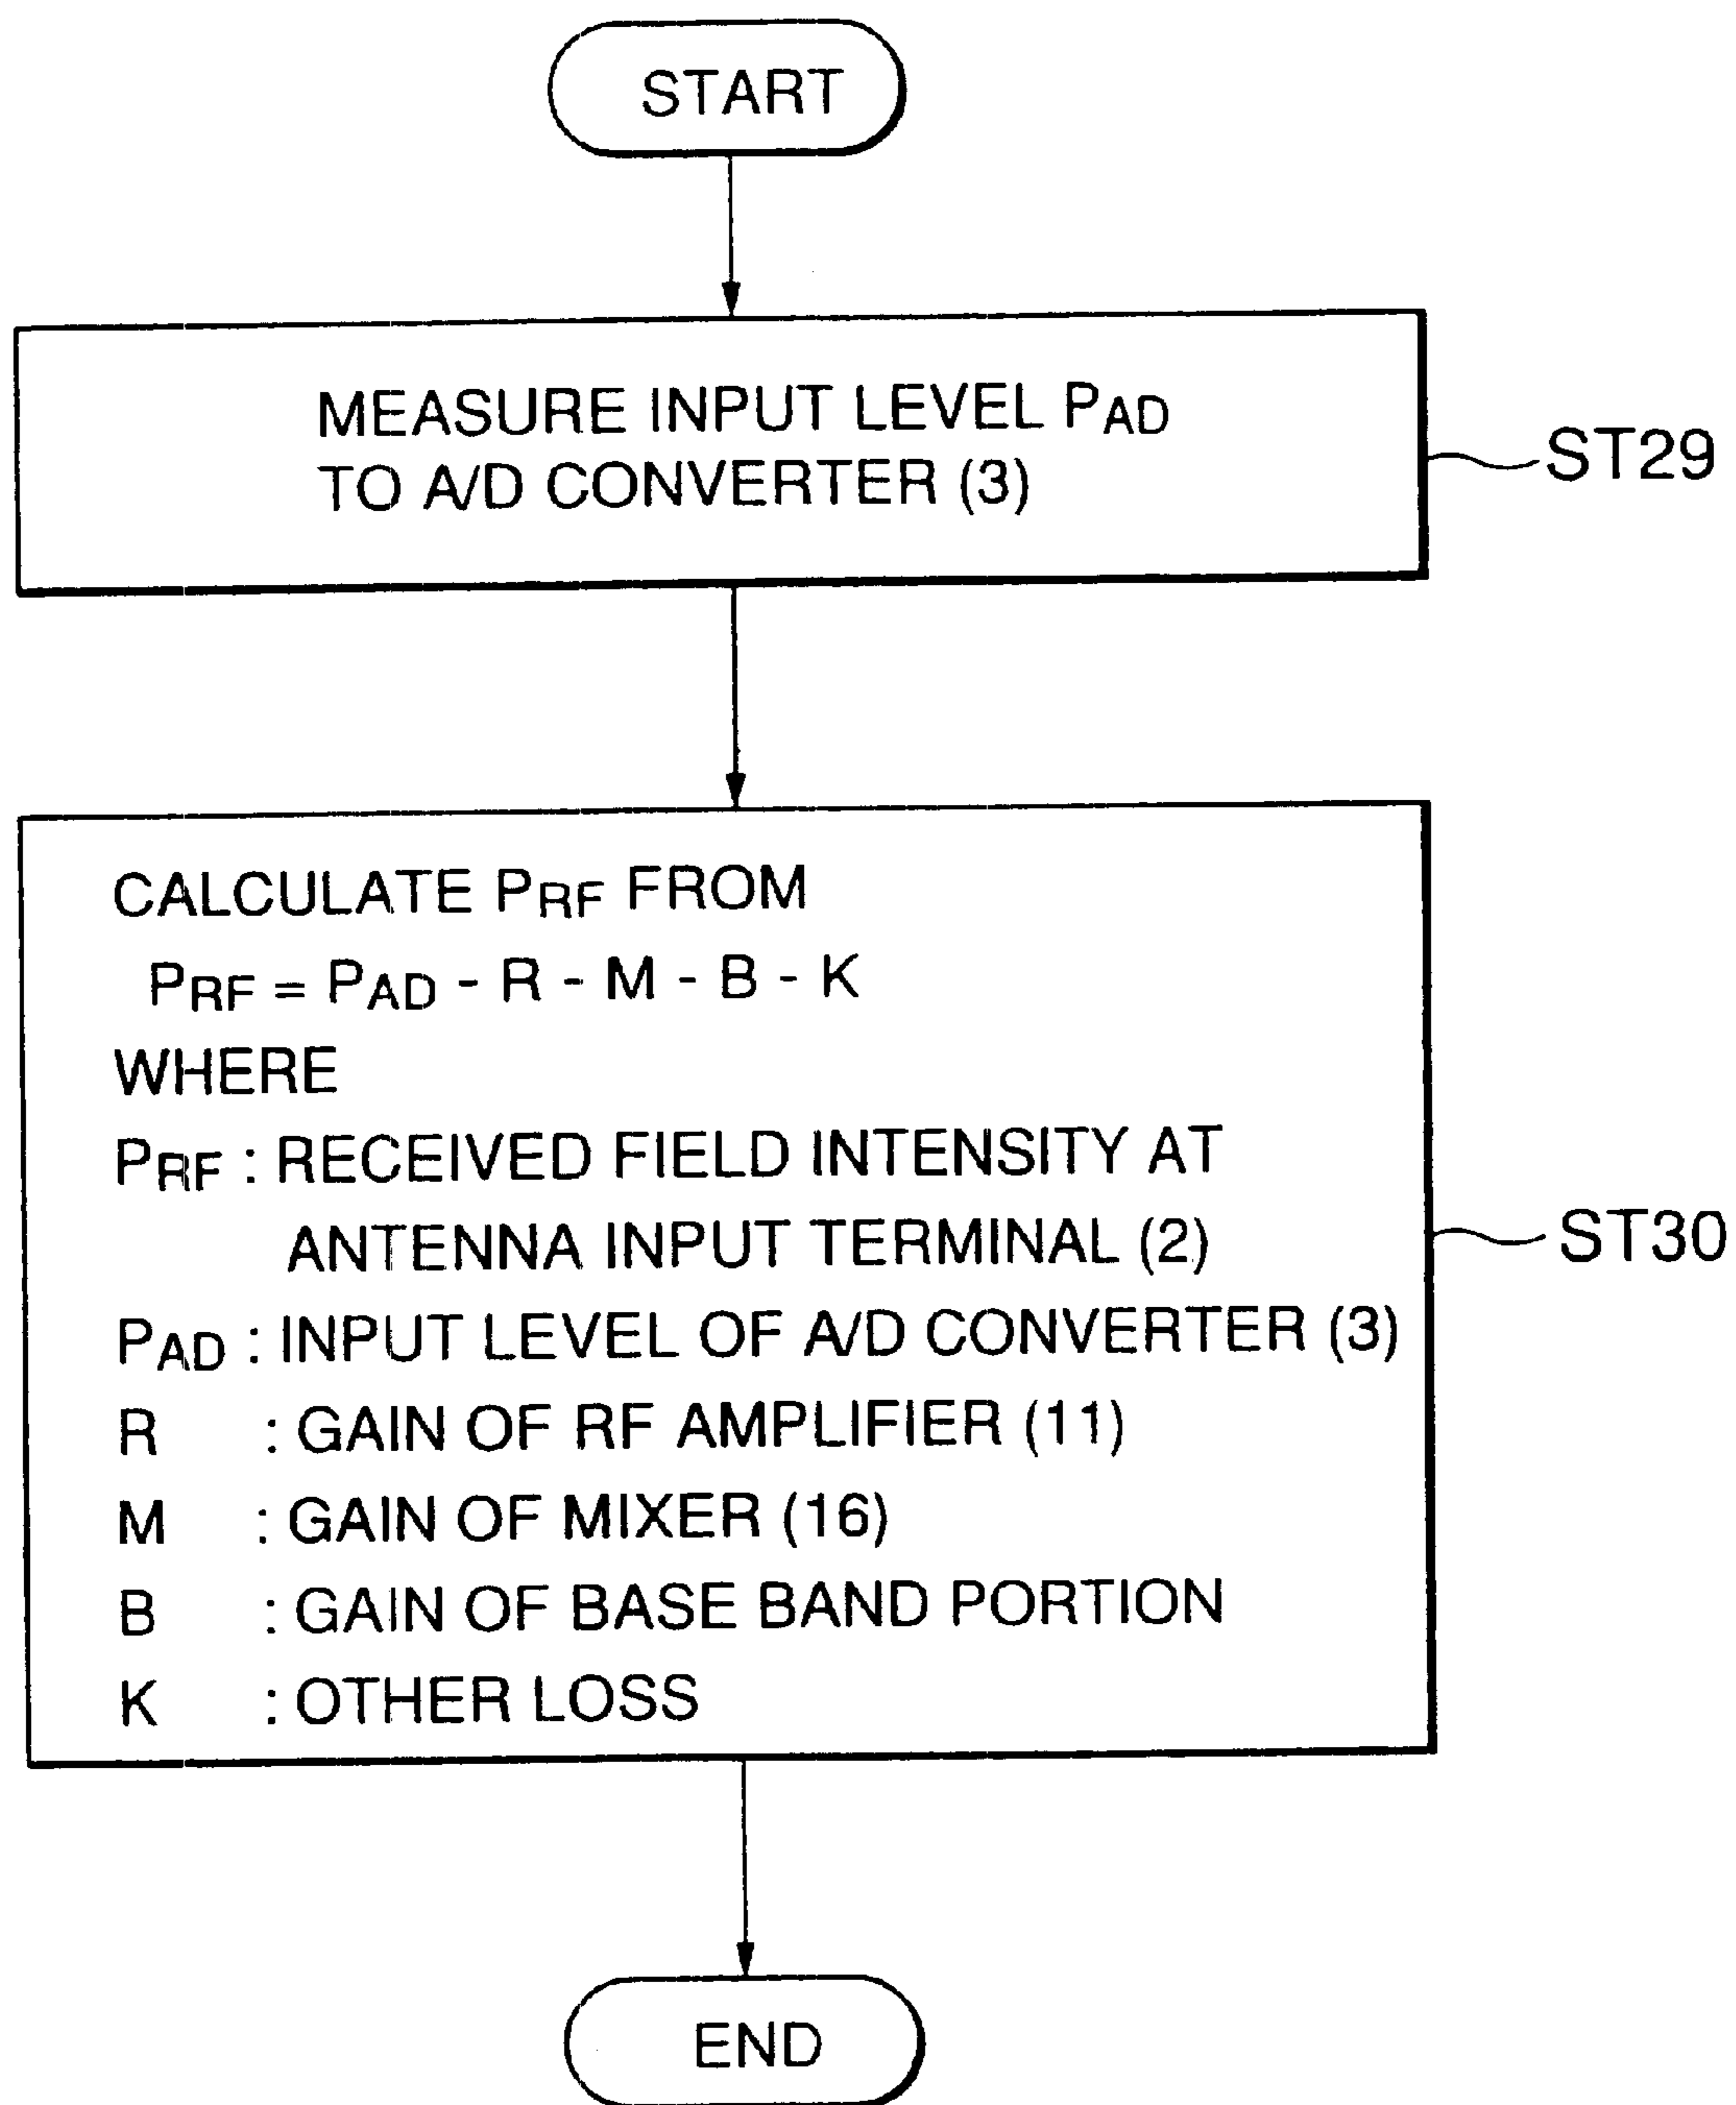 START
MEASURE INPUT LEVEL PAD
TO A/D CONVERTER (3)
ST29
CALCULATE PRF FROM
PRF = PAD - R - M - B - K
WHERE
PRF : RECEIVED FIELD INTENSITY AT
ANTENNA INPUT TERMINAL (2)
PAD : INPUT LEVEL OF A/D CONVERTER (3)
R : GAIN OF RF AMPLIFIER (11)
M : GAIN OF MIXER (16)
B : GAIN OF BASE BAND PORTION
K : OTHER LOSS
ST30
END